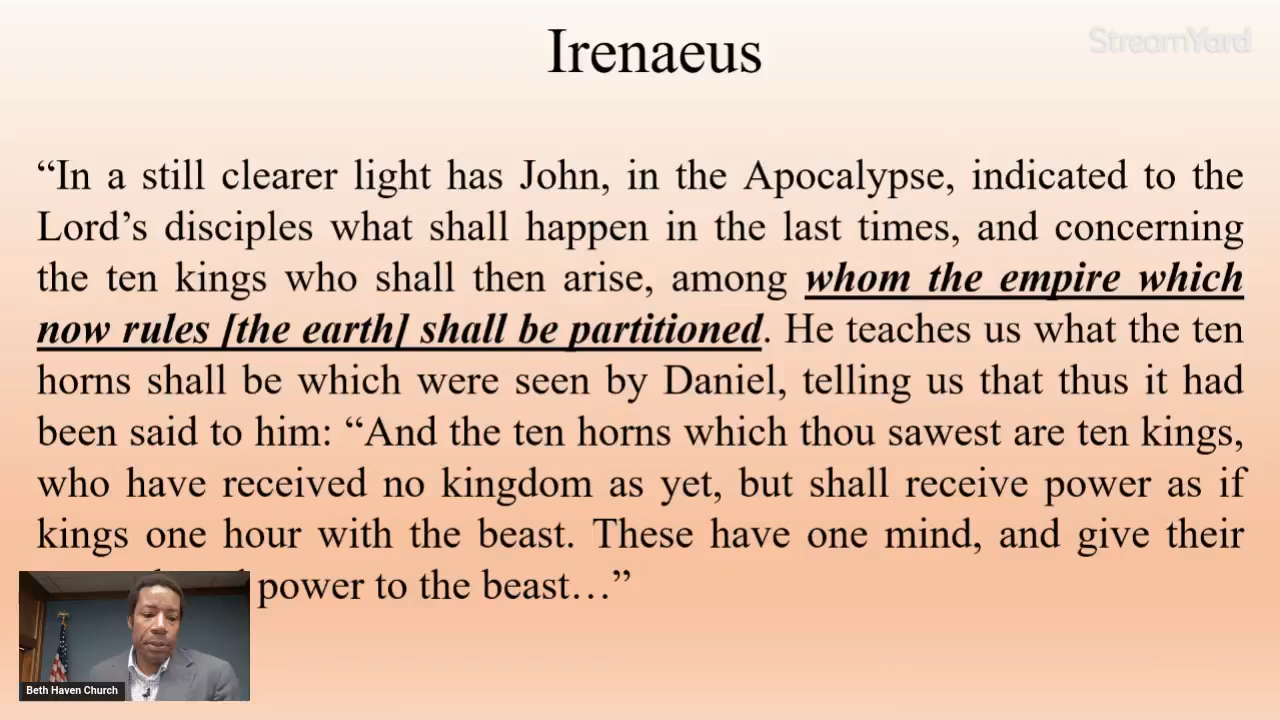 Irenaeus
StreamYard
“In a still clearer light has John, in the Apocalypse, indicated to the
Lord’s disciples what shall happen in the last times, and concerning
the ten kings who shall then arise, among whom the empire which
now rules [the earth] shall be partitioned. He teaches us what the ten
horns shall be which were seen by Daniel, telling us that thus it had
been said to him: “And the ten horns which thou sawest are ten kings,
who have received no kingdom as yet, but shall receive power as if
kings one hour with the beast. These have one mind, and give their
power to the beast…”
Beth Haven Church